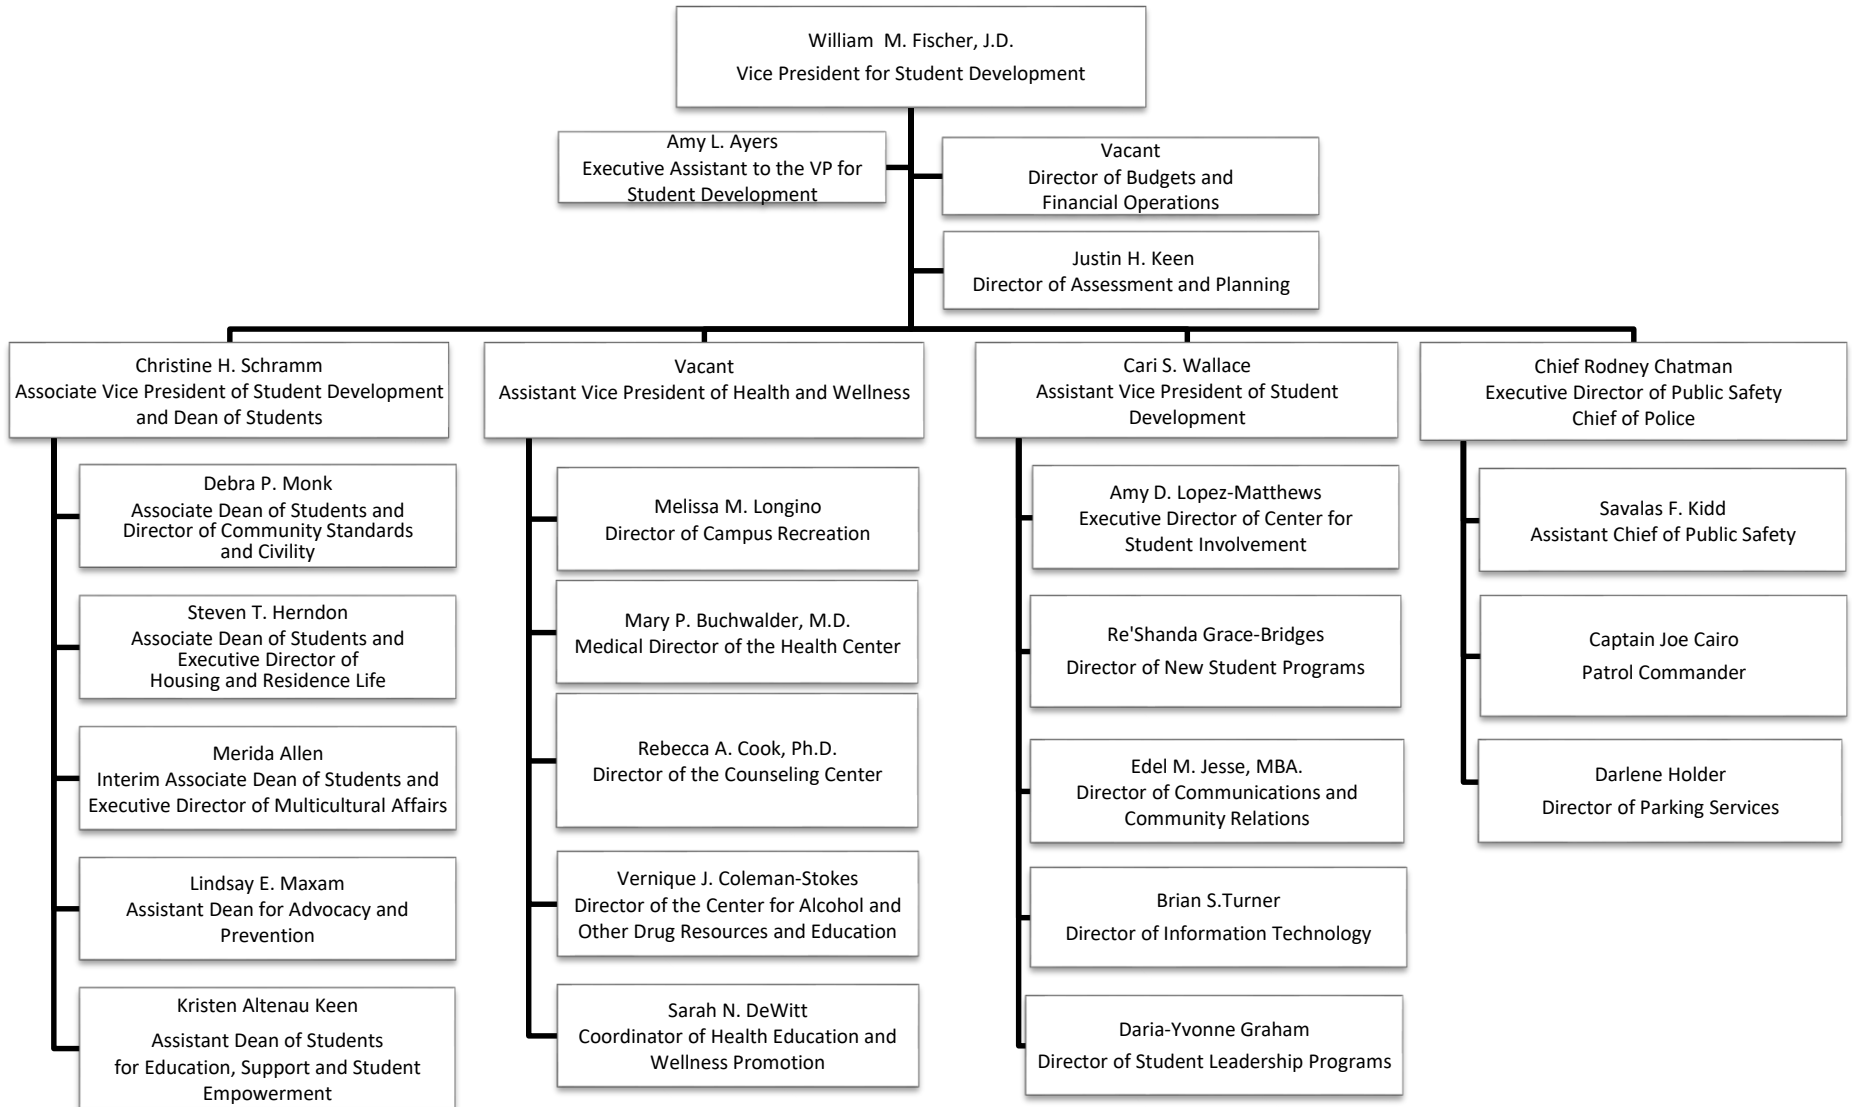 William  M. Fischer, J.D.
Vice President for Student Development
Amy L. Ayers
Executive Assistant to the VP for
Student Development
Vacant
Director of Budgets and
Financial Operations
Justin H. Keen
Director of Assessment and Planning
Christine H. Schramm
Associate Vice President of Student Development
and Dean of Students
Debra P. Monk
Associate Dean of Students and
Director of Community Standards
and Civility
Steven T. Herndon
Associate Dean of Students and
Executive Director of
Housing and Residence Life
Merida Allen
Interim Associate Dean of Students and
Executive Director of Multicultural Affairs
Lindsay E. Maxam
Assistant Dean for Advocacy and
Prevention
Kristen Altenau Keen
Assistant Dean of Students
for Education, Support and Student
Empowerment
Vacant
Assistant Vice President of Health and Wellness
Melissa M. Longino
Director of Campus Recreation
Mary P. Buchwalder, M.D.
Medical Director of the Health Center
Rebecca A. Cook, Ph.D.
Director of the Counseling Center
Vernique J. Coleman-Stokes
Director of the Center for Alcohol and
Other Drug Resources and Education
Sarah N. DeWitt
Coordinator of Health Education and
Wellness Promotion
Cari S. Wallace
Assistant Vice President of Student
Development
Amy D. Lopez-Matthews
Executive Director of Center for
Student Involvement
Re'Shanda Grace-Bridges
Director of New Student Programs
Edel M. Jesse, MBA.
Director of Communications and
Community Relations
Brian S.Turner
Director of Information Technology
Daria-Yvonne Graham
Director of Student Leadership Programs
Chief Rodney Chatman
Executive Director of Public Safety
Chief of Police
Savalas F. Kidd
Assistant Chief of Public Safety
Captain Joe Cairo
Patrol Commander
Darlene Holder
Director of Parking Services